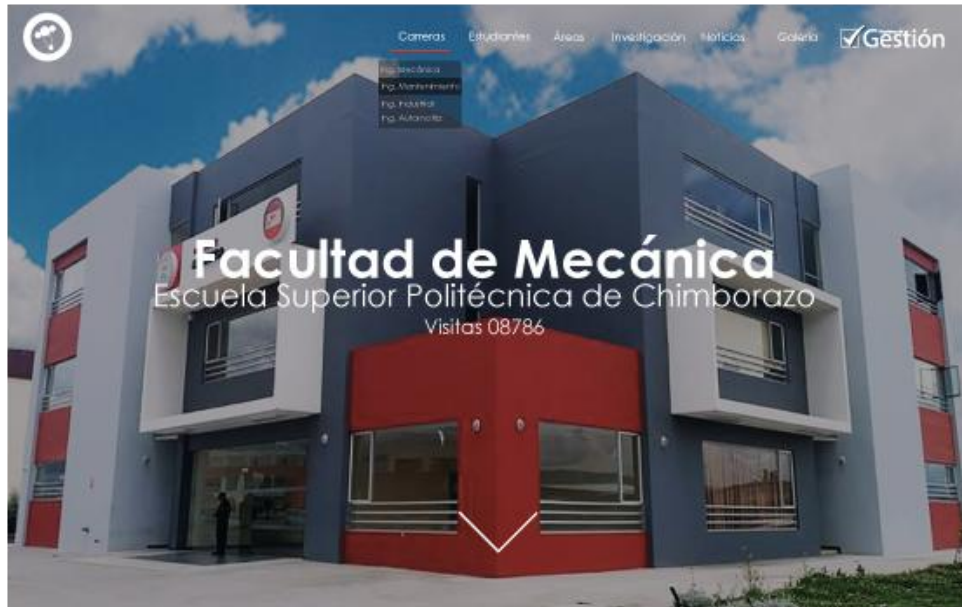 Carreras Estudiantes Áreas Investigación Noticias Galería Gestión
Ing. Mecánica
Ing. Mantenimiento
Ing. Industrial
Ing. Automotriz
Facultad de Mecánica
Escuela Superior Politécnica de Chimborazo
Visitas 08786